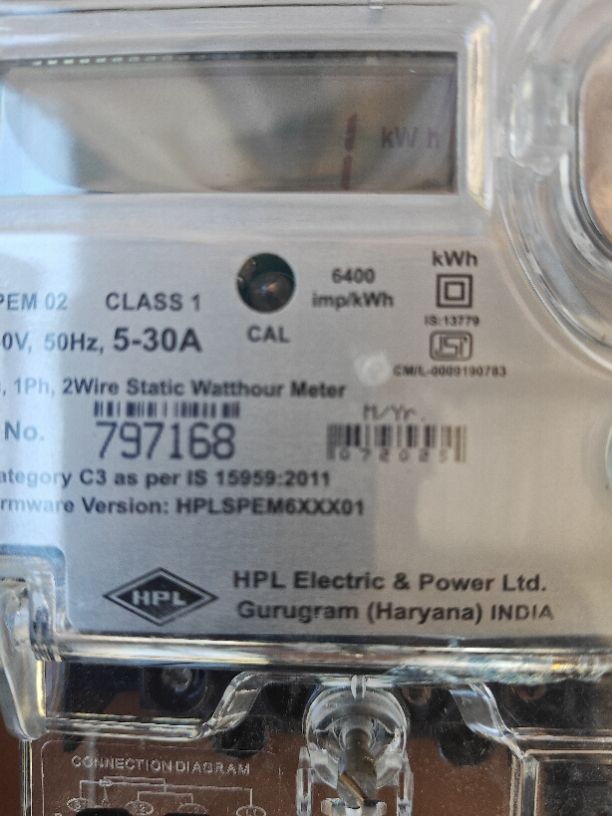 kWh
kWh
6400
imp/kWh
PEM 02 CLASS 1
CAL
IS:13779
0V, 50Hz, 5-30A
ISI
CM/L-0009190783
, 1Ph, 2Wire Static Watthour Meter
M/Yr.
No. 797168
072025
ategory C3 as per IS 15959:2011
rmware Version: HPLSPEM6XXX01
HPL
HPL Electric & Power Ltd.
Gurugram (Haryana) INDIA
CONNECTION DIAGRAM